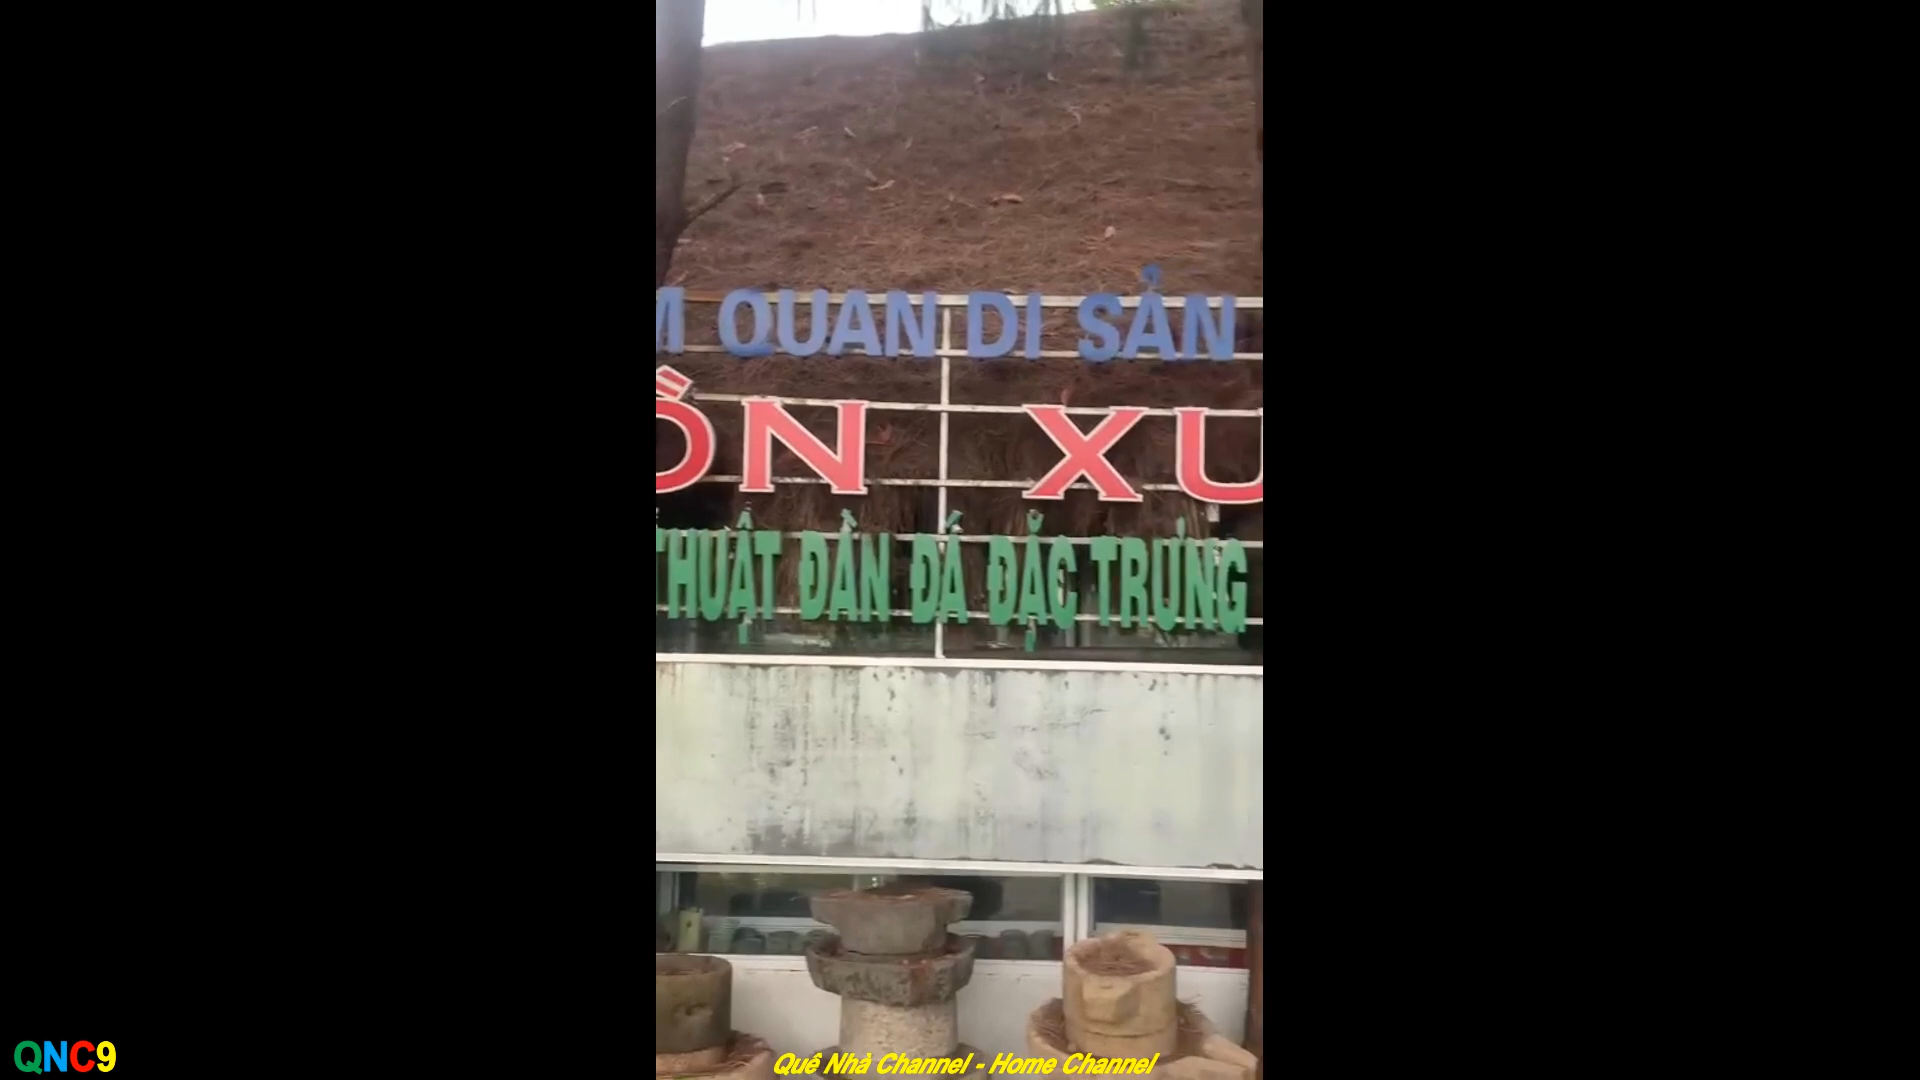 M QUAN DI SẢN
ỒN XU
THUẬT ĐÀN ĐÁ ĐẶC TRƯNG
QNC9
Quê Nhà Channel - Home Channel